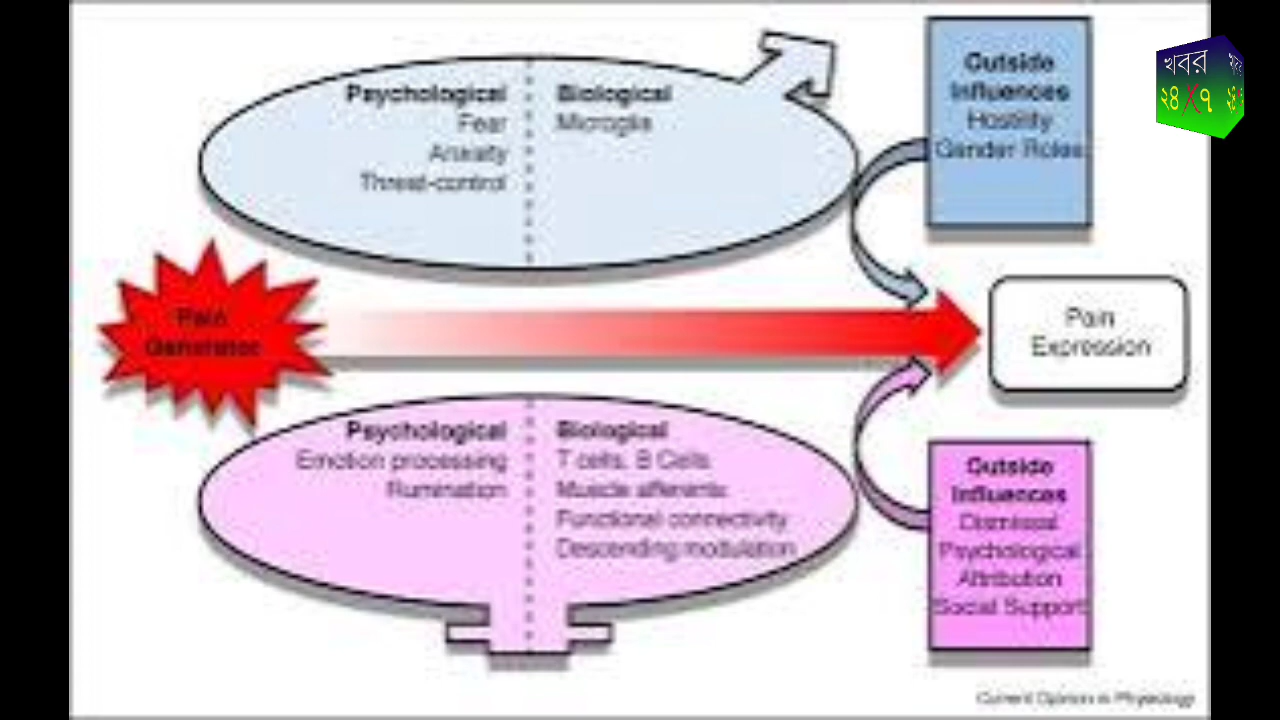 Psychological
Fear
Anxiety
Threat-control
Biological
Microglia
Outside
Influences
Hostility
Gender Roles
খবর
২৪X৭
Pain
Generator
Pain
Expression
Psychological
Emotion processing
Rumination
Biological
T cells, B Cells
Muscle afferents
Functional connectivity
Descending modulation
Outside
Influences
Dismissal
Psychological
Attribution
Social Support
Current Opinion in Physiology